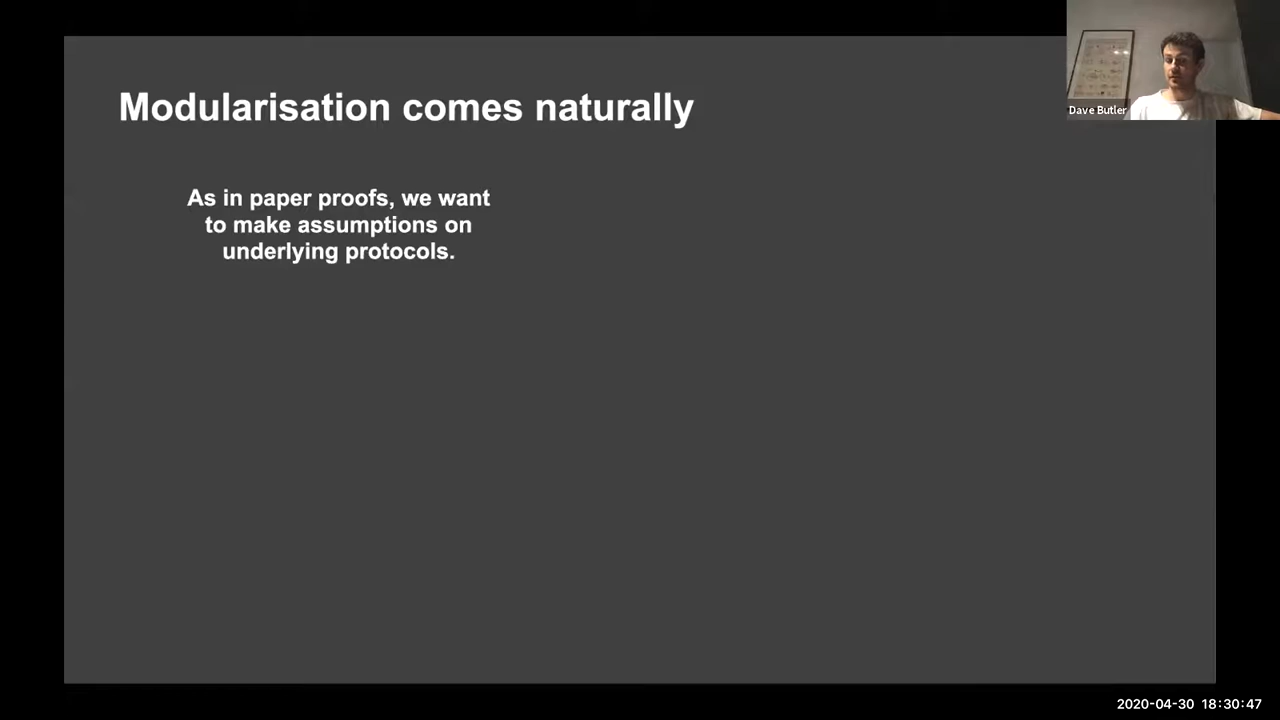 Modularisation comes naturally
As in paper proofs, we want
to make assumptions on
underlying protocols.
Dave Butler
2020-04-30 18:30:47